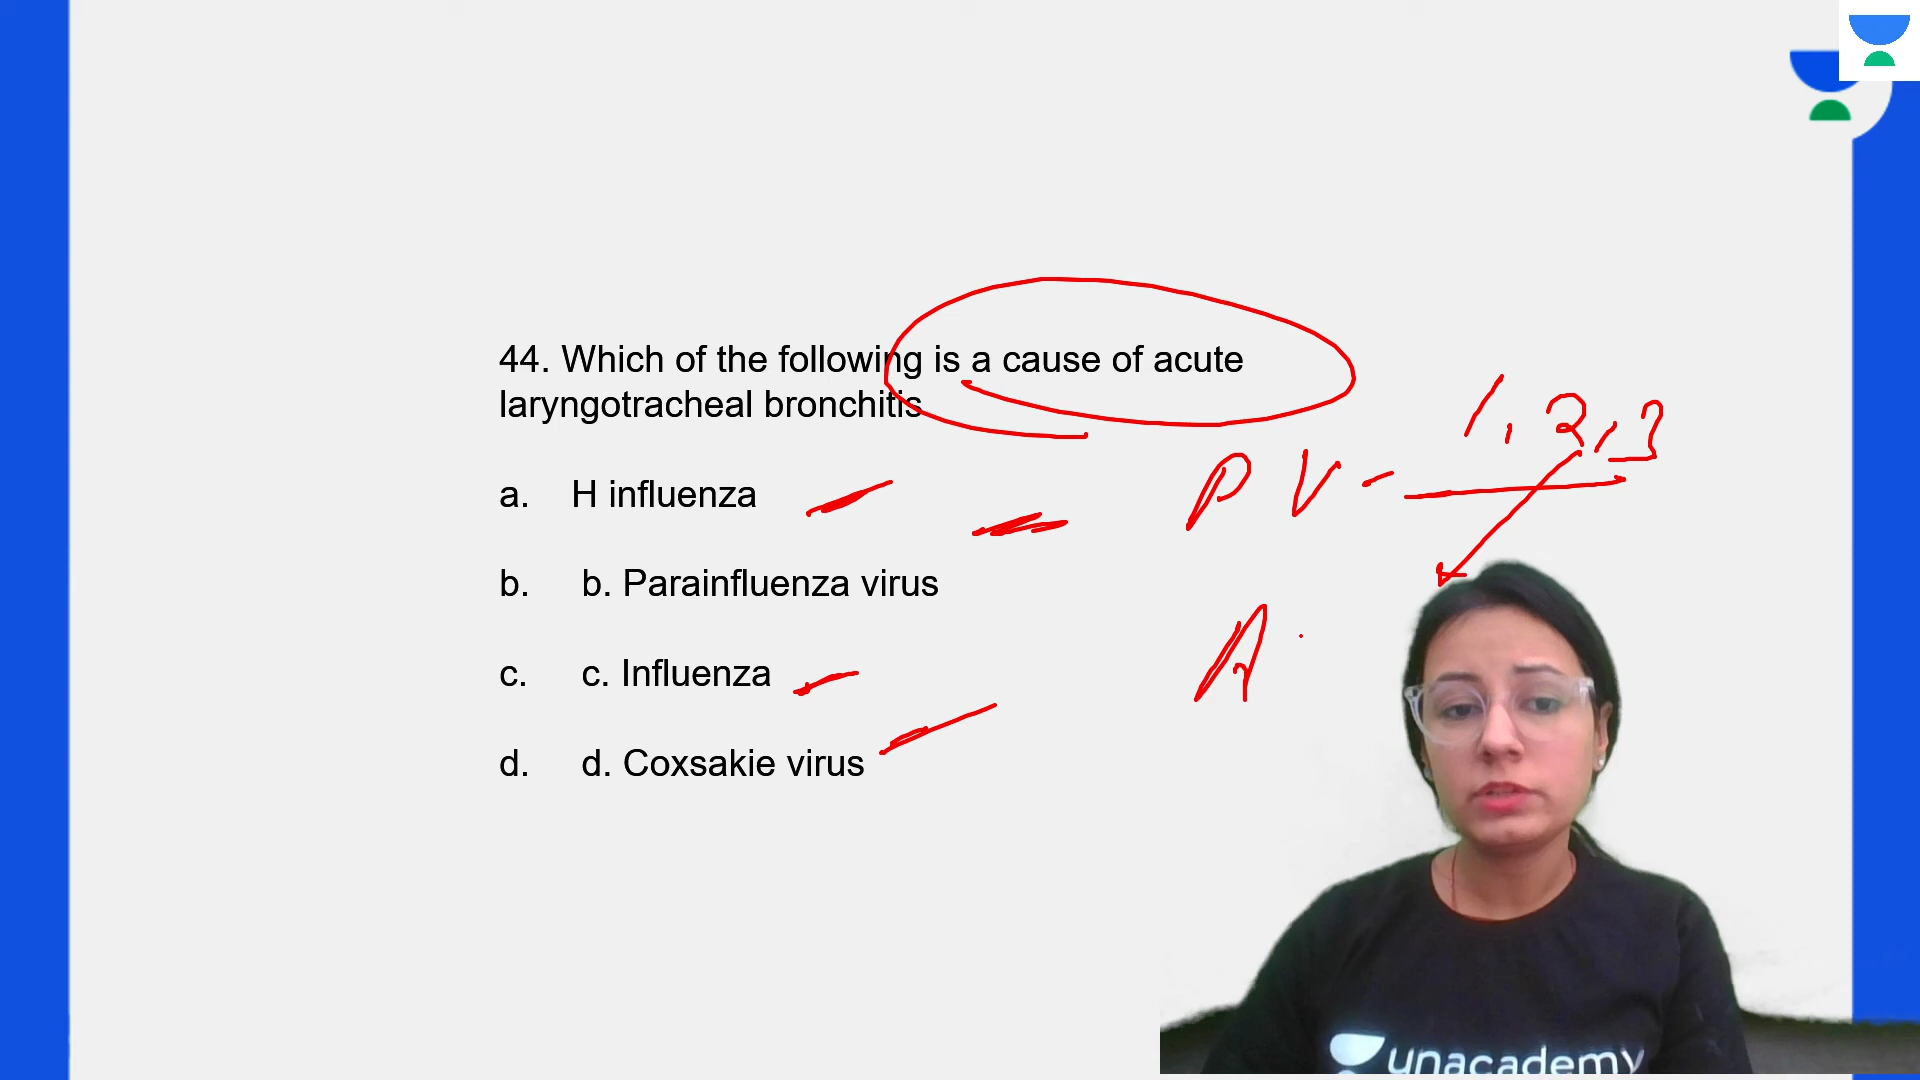 44. Which of the following is a cause of acute
laryngotracheal bronchitis
a. H influenza
b. b. Parainfluenza virus
c. c. Influenza
d. d. Coxsakie virus
PV - 1, 2, 3
unacademy